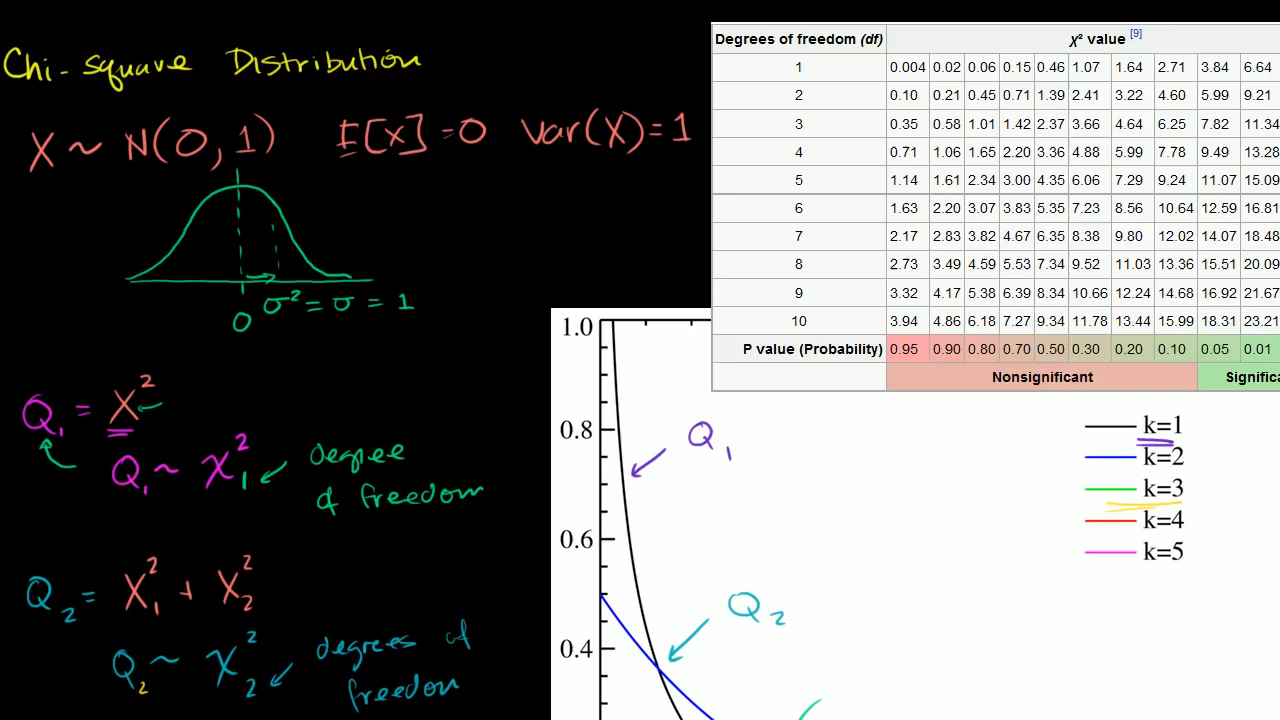 Chi-square Distribution
X ~ N(0, 1) E[X] = 0 Var(X) = 1
0
σ² = σ = 1
Q₁ = X²
Q₁ ~ χ²₁
degree
of freedom
Q₂ = X₁² + X₂²
Q₂ ~ χ²₂
degrees of
freedom
Degrees of freedom (df) χ² value [9]
1 0.004 0.02 0.06 0.15 0.46 1.07 1.64 2.71 3.84 6.64
2 0.10 0.21 0.45 0.71 1.39 2.41 3.22 4.60 5.99 9.21
3 0.35 0.58 1.01 1.42 2.37 3.66 4.64 6.25 7.82 11.34
4 0.71 1.06 1.65 2.20 3.36 4.88 5.99 7.78 9.49 13.28
5 1.14 1.61 2.34 3.00 4.35 6.06 7.29 9.24 11.07 15.09
6 1.63 2.20 3.07 3.83 5.35 7.23 8.56 10.64 12.59 16.81
7 2.17 2.83 3.82 4.67 6.35 8.38 9.80 12.02 14.07 18.48
8 2.73 3.49 4.59 5.53 7.34 9.52 11.03 13.36 15.51 20.09
9 3.32 4.17 5.38 6.39 8.34 10.66 12.24 14.68 16.92 21.67
10 3.94 4.86 6.18 7.27 9.34 11.78 13.44 15.99 18.31 23.21
P value (Probability) 0.95 0.90 0.80 0.70 0.50 0.30 0.20 0.10 0.05 0.01
Nonsignificant Significa
1.0
0.8
0.6
0.4
Q₁
Q₂
k=1
k=2
k=3
k=4
k=5